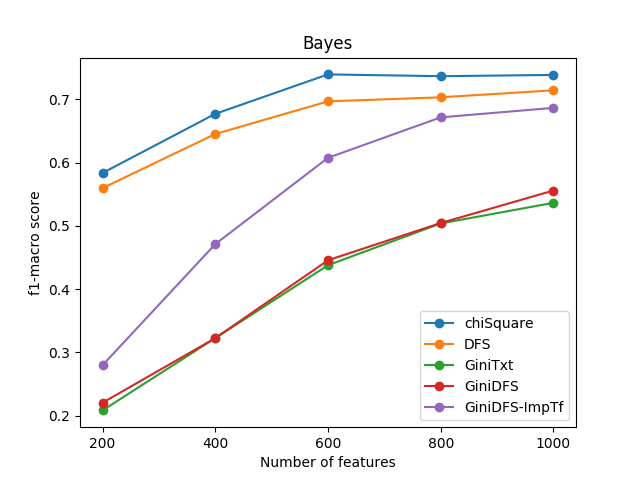 Bayes
0.7
0.6
0.5
0.4
0.3
0.2
f1-macro score
chiSquare
DFS
GiniTxt
GiniDFS
GiniDFS-ImpTf
200 400 600 800 1000
Number of features